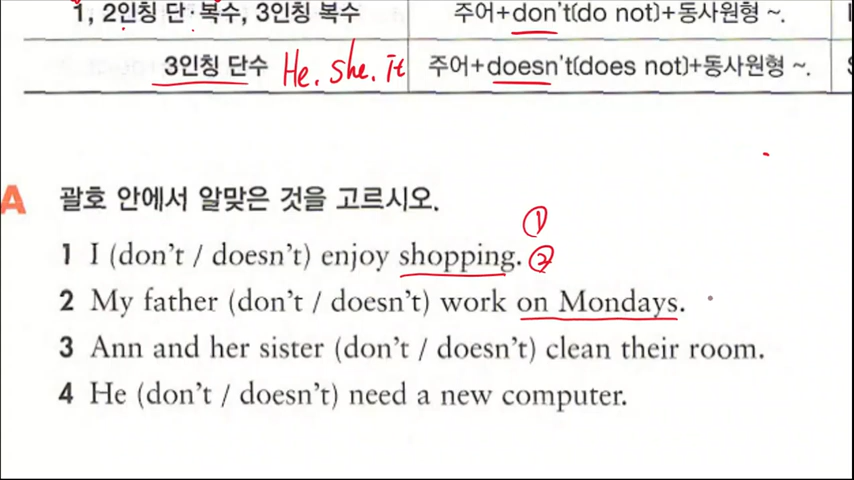 1, 2인칭 단·복수, 3인칭 복수
주어+don't(do not)+동사원형 ~.
3인칭 단수 He. She. it
주어+doesn't(does not)+동사원형 ~.
A 괄호 안에서 알맞은 것을 고르시오.
①
1 I (don't / doesn't) enjoy shopping. ②
2 My father (don't / doesn't) work on Mondays.
3 Ann and her sister (don't / doesn't) clean their room.
4 He (don't / doesn't) need a new computer.